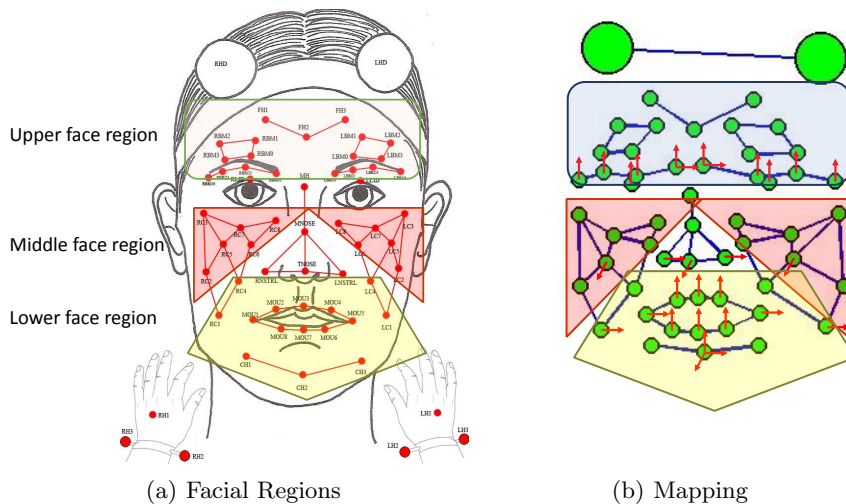 RHD
LHD
Upper face region
FH1
FH3
FH2
RBM2
RBM1
LBM1
LBM2
RBM3
RBM0
LBM0
LBM3
MH
Middle face region
RC3
RC8
MNOSE
LC3
RC7
LC8
LC7
RC5
RC6
LC6
LC5
RC2
TNOSE
LC2
RNSTRL
LNSTRL
RC4
LC4
Lower face region
MOU3
MOU2
MOU4
RC1
MOU1
MOU5
LC1
MOU8
MOU7
MOU6
CH1
CH3
CH2
RH1
LH1
RH3
LH3
RH2
LH2
(a) Facial Regions
(b) Mapping